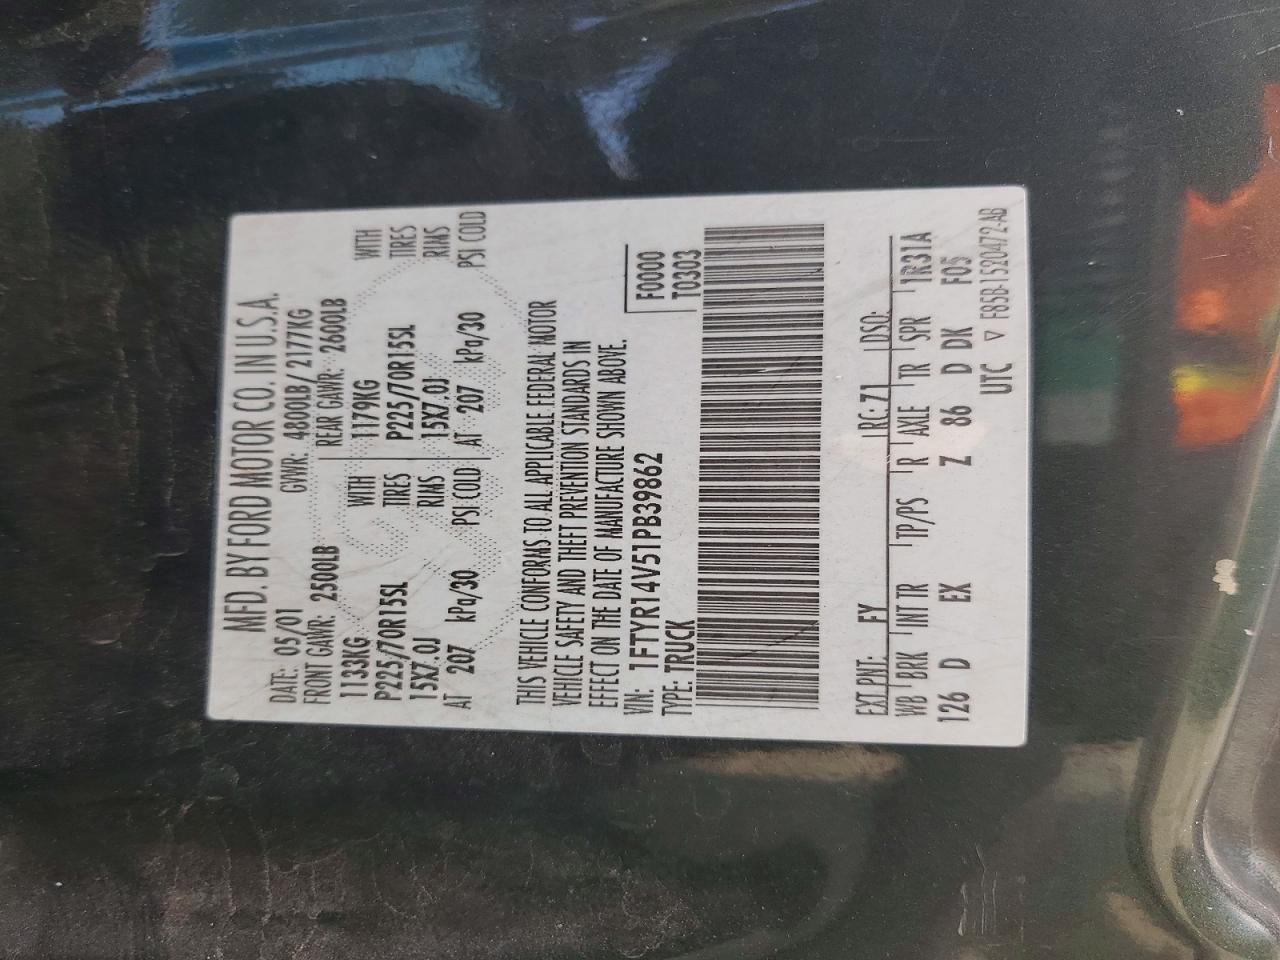 MFD. BY FORD MOTOR CO. IN U.S.A.
DATE: 05/01 GVWR: 4800LB/ 2177KG
FRONT GAWR: 2500LB REAR GAWR: 2600LB
1133KG WITH 1179KG WITH
P225/70R15SL TIRES P225/70R15SL TIRES
15X7.0J RIMS 15X7.0J RIMS
AT 207 kPa/30 PSI COLD AT 207 kPa/30 PSI COLD
THIS VEHICLE CONFORMS TO ALL APPLICABLE FEDERAL MOTOR
VEHICLE SAFETY AND THEFT PREVENTION STANDARDS IN
EFFECT ON THE DATE OF MANUFACTURE SHOWN ABOVE.
VIN: 1FTYR14V51PB39862 F0000
TYPE: TRUCK T0303
EXT PNT: FY RC: 71 DSO:
WB BRK INT TR TP/PS R AXLE TR SPR 1R31A
126 D EX Z 86 D DK F05
UTC ▽ F85B-1520472-AB